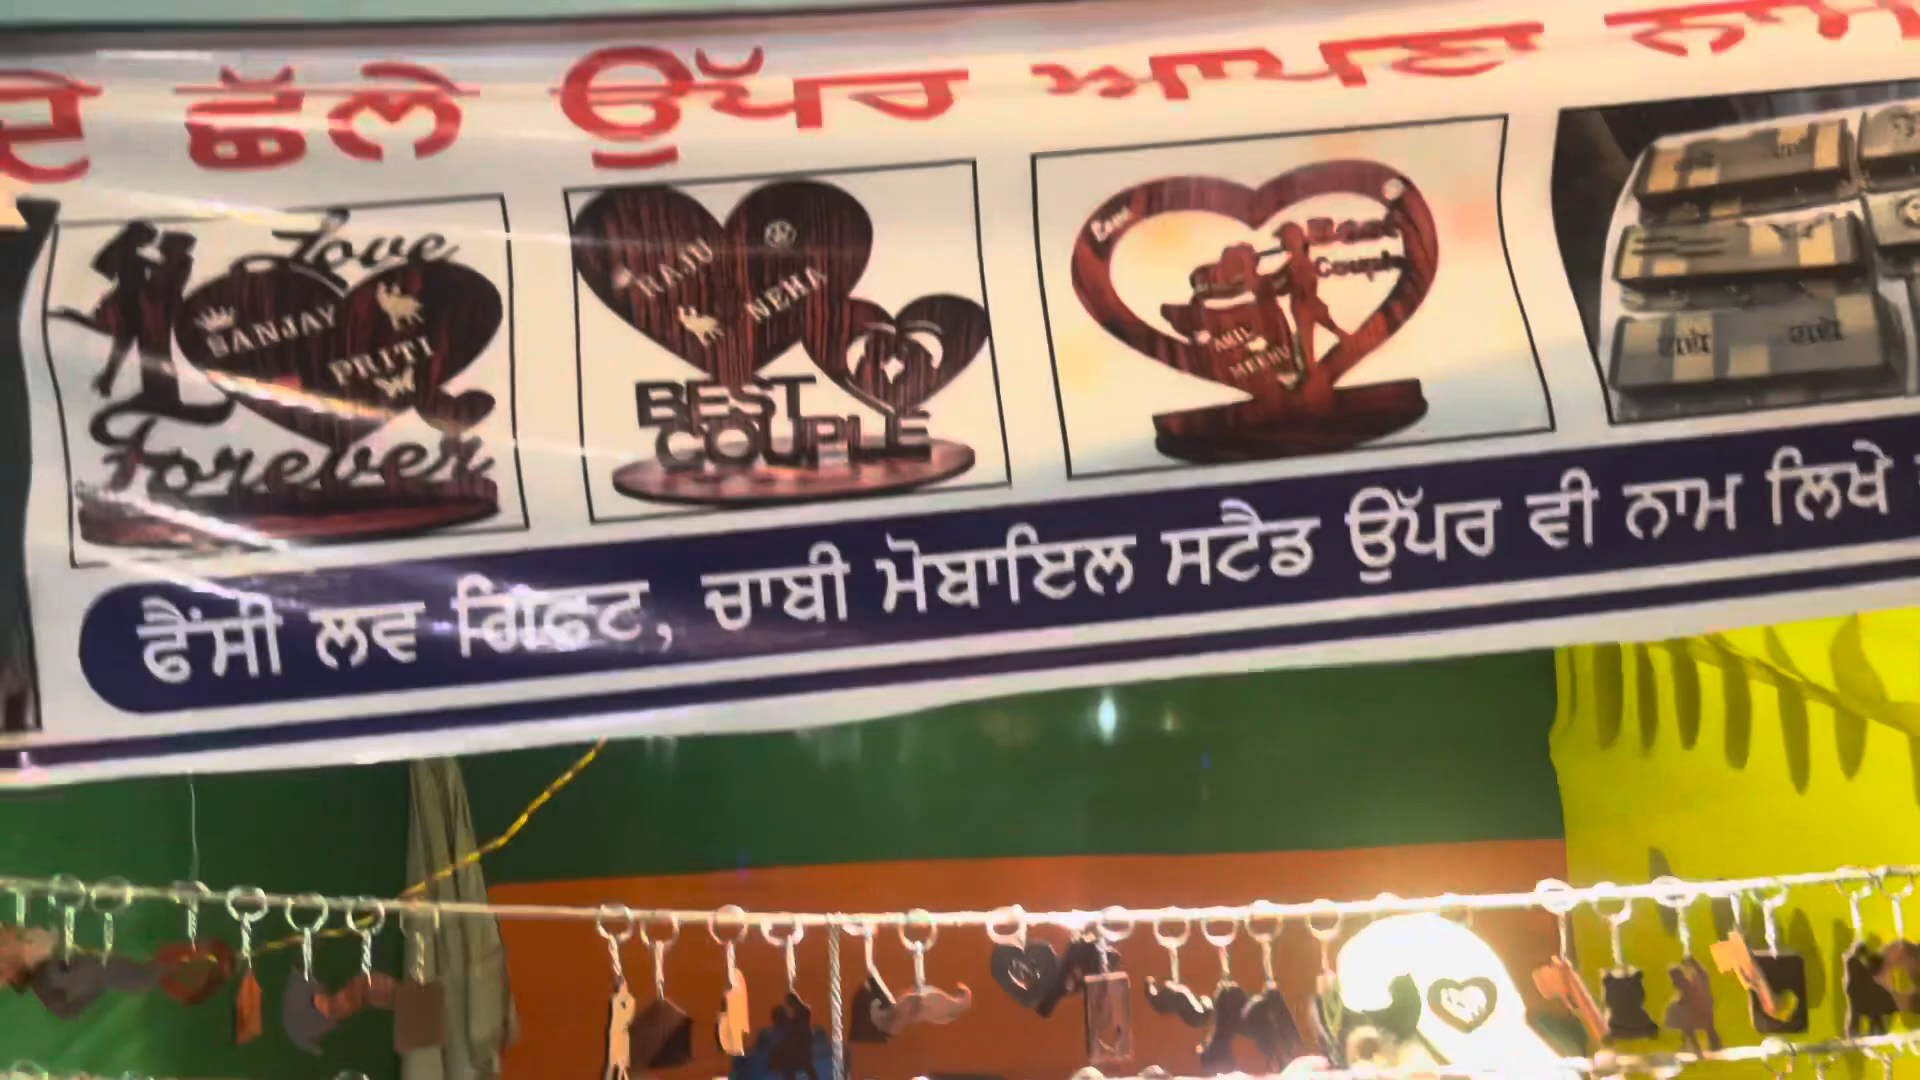 ਦੇ ਛੱਲੇ ਉੱਪਰ ਆਪਣਾ ਨਾਮ
Love
SANJAY
PRITI
Forever
RAJU
NEHA
BEST
COUPLE
Best
Couple
ਫੈਂਸੀ ਲਵ ਗਿਫਟ, ਚਾਬੀ ਮੋਬਾਇਲ ਸਟੈਡ ਉੱਪਰ ਵੀ ਨਾਮ ਲਿਖੇ